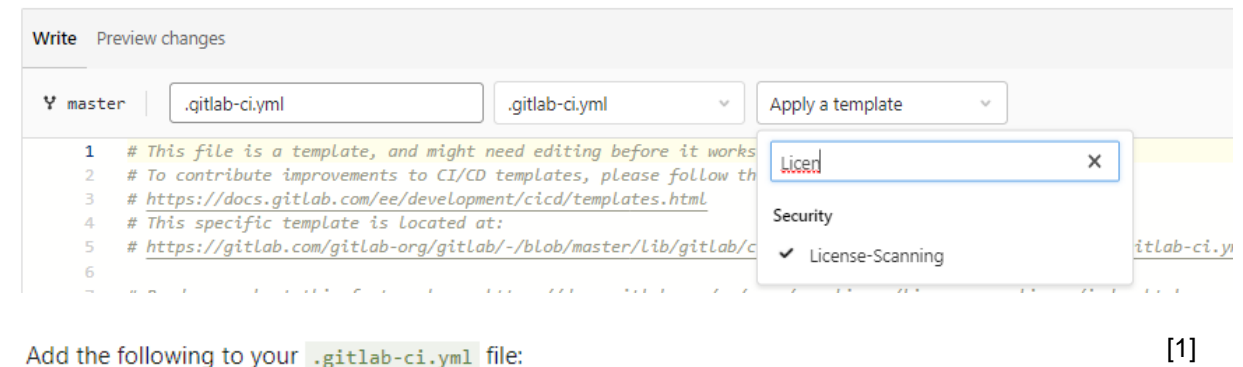 Write Preview changes
master .gitlab-ci.yml .gitlab-ci.yml Apply a template
1 # This file is a template, and might need editing before it works
Licen
2 # To contribute improvements to CI/CD templates, please follow th
3 # https://docs.gitlab.com/ee/development/cicd/templates.html
Security
4 # This specific template is located at:
5 # https://gitlab.com/gitlab-org/gitlab/-/blob/master/lib/gitlab/c itlab-ci.ym
License-Scanning
6
Add the following to your .gitlab-ci.yml file:
[1]